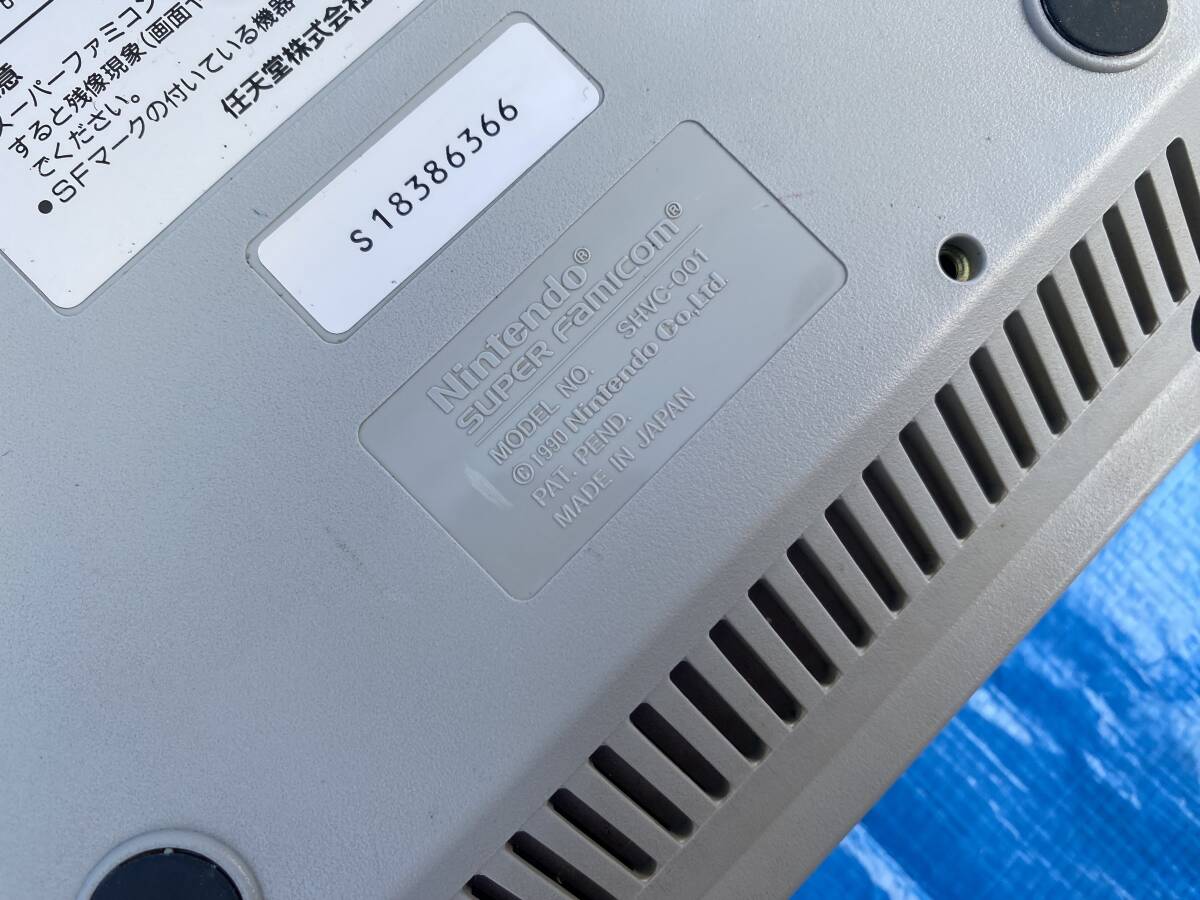 意
スーパーファミコン
すると残像現象(画面や
でください。
●SFマークの付いている機器
任天堂株式会社
S18386366
Nintendo®
SUPER Famicom®
MODEL NO. SHVC-001
©1990 Nintendo Co.,Ltd.
PAT. PEND.
MADE IN JAPAN